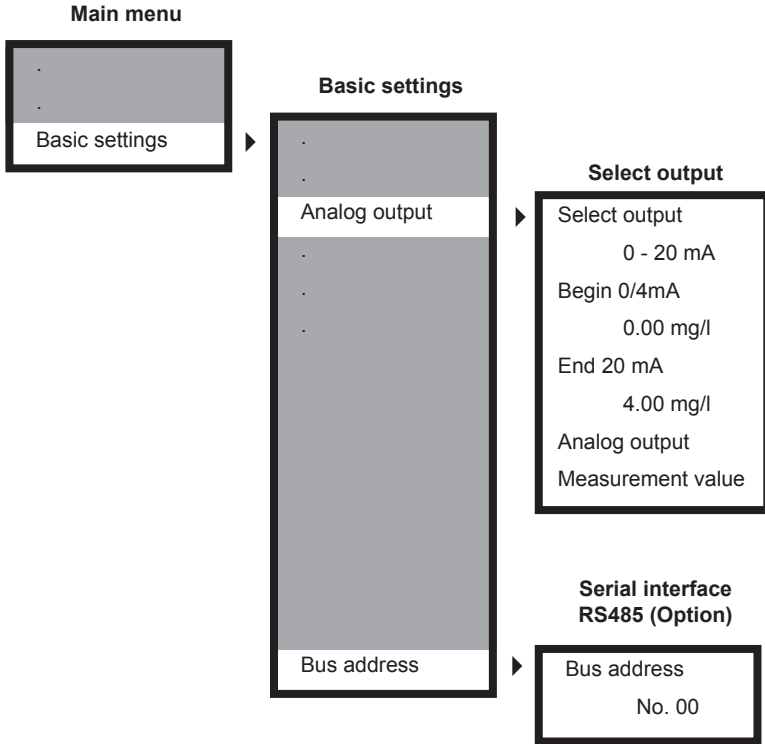 Main menu
.
.
Basic settings
Basic settings
.
.
Analog output
.
.
.
Bus address
Select output
Select output
0 - 20 mA
Begin 0/4mA
0.00 mg/l
End 20 mA
4.00 mg/l
Analog output
Measurement value
Serial interface
RS485 (Option)
Bus address
No. 00